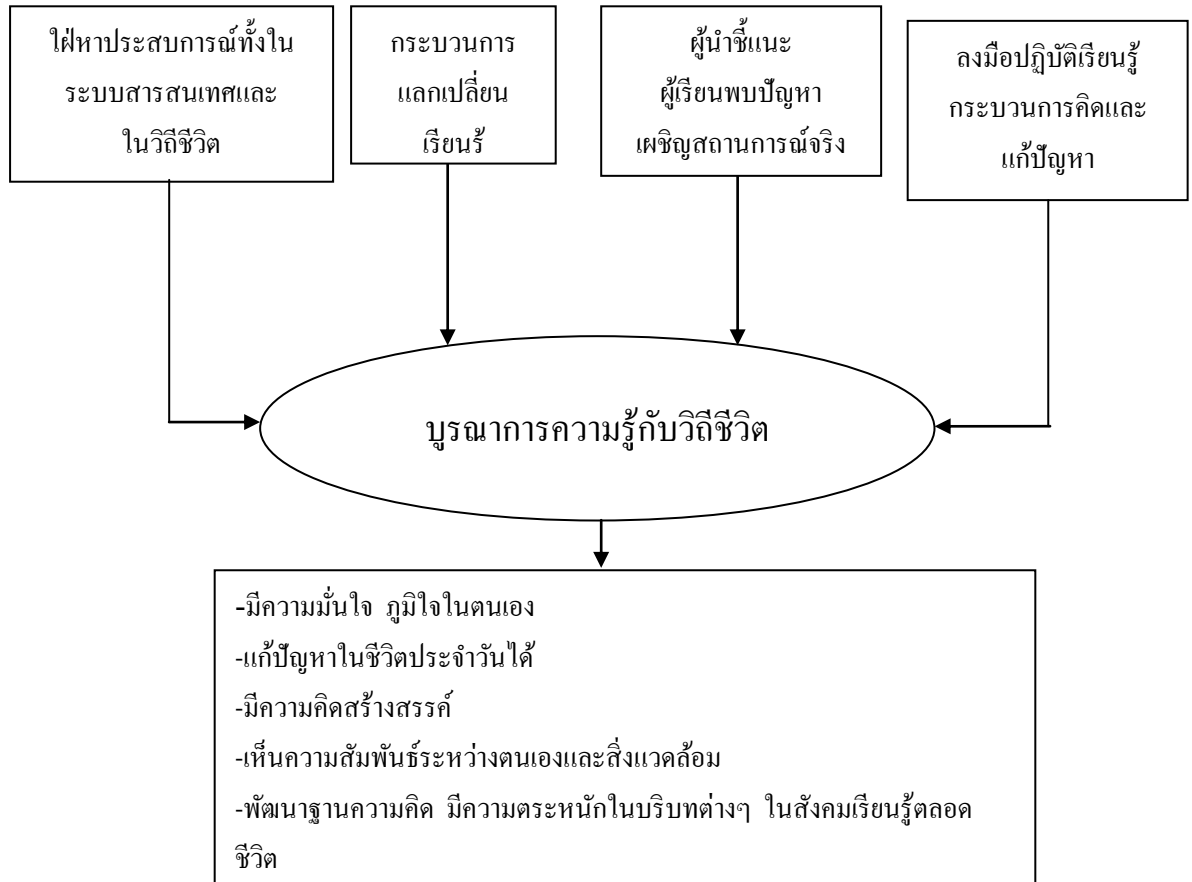 ใฝ่หาประสบการณ์ทั้งใน
ระบบสารสนเทศและ
ในวิถีชีวิต
กระบวนการ
แลกเปลี่ยน
เรียนรู้
ผู้นำชี้แนะ
ผู้เรียนพบปัญหา
เผชิญสถานการณ์จริง
ลงมือปฏิบัติเรียนรู้
กระบวนการคิดและ
แก้ปัญหา
บูรณาการความรู้กับวิถีชีวิต
-มีความมั่นใจ ภูมิใจในตนเอง
-แก้ปัญหาในชีวิตประจำวันได้
-มีความคิดสร้างสรรค์
-เห็นความสัมพันธ์ระหว่างตนเองและสิ่งแวดล้อม
-พัฒนาฐานความคิด มีความตระหนักในบริบทต่างๆ ในสังคมเรียนรู้ตลอด
ชีวิต